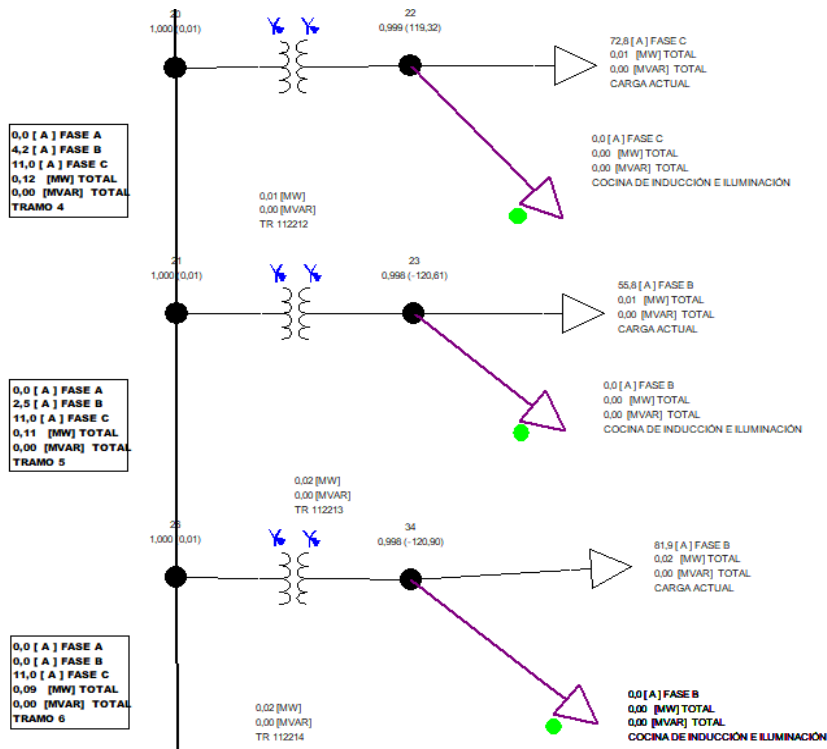 20
1,000 (0,01)
22
0,999 (119,32)
72,8 [ A ] FASE C
0,01 [MW] TOTAL
0,00 [MVAR] TOTAL
CARGA ACTUAL
0,0 [ A ] FASE A
4,2 [ A ] FASE B
11,0 [ A ] FASE C
0,12 [MW] TOTAL
0,00 [MVAR] TOTAL
TRAMO 4
0,0 [ A ] FASE C
0,00 [MW] TOTAL
0,00 [MVAR] TOTAL
COCINA DE INDUCCIÓN E ILUMINACIÓN
0,01 [MW]
0,00 [MVAR]
TR 112212
21
1,000 (0,01)
23
0,998 (-120,61)
55,8 [ A ] FASE B
0,01 [MW] TOTAL
0,00 [MVAR] TOTAL
CARGA ACTUAL
0,0 [ A ] FASE A
2,5 [ A ] FASE B
11,0 [ A ] FASE C
0,11 [MW] TOTAL
0,00 [MVAR] TOTAL
TRAMO 5
0,0 [ A ] FASE B
0,00 [MW] TOTAL
0,00 [MVAR] TOTAL
COCINA DE INDUCCIÓN E ILUMINACIÓN
0,02 [MW]
0,00 [MVAR]
TR 112213
1,000 (0,01)
34
0,998 (-120,90)
81,9 [ A ] FASE B
0,02 [MW] TOTAL
0,00 [MVAR] TOTAL
CARGA ACTUAL
0,0 [ A ] FASE A
0,0 [ A ] FASE B
11,0 [ A ] FASE C
0,09 [MW] TOTAL
0,00 [MVAR] TOTAL
TRAMO 6
0,0 [ A ] FASE B
0,00 [MW] TOTAL
0,00 [MVAR] TOTAL
COCINA DE INDUCCIÓN E ILUMINACIÓN
0,02 [MW]
0,00 [MVAR]
TR 112214